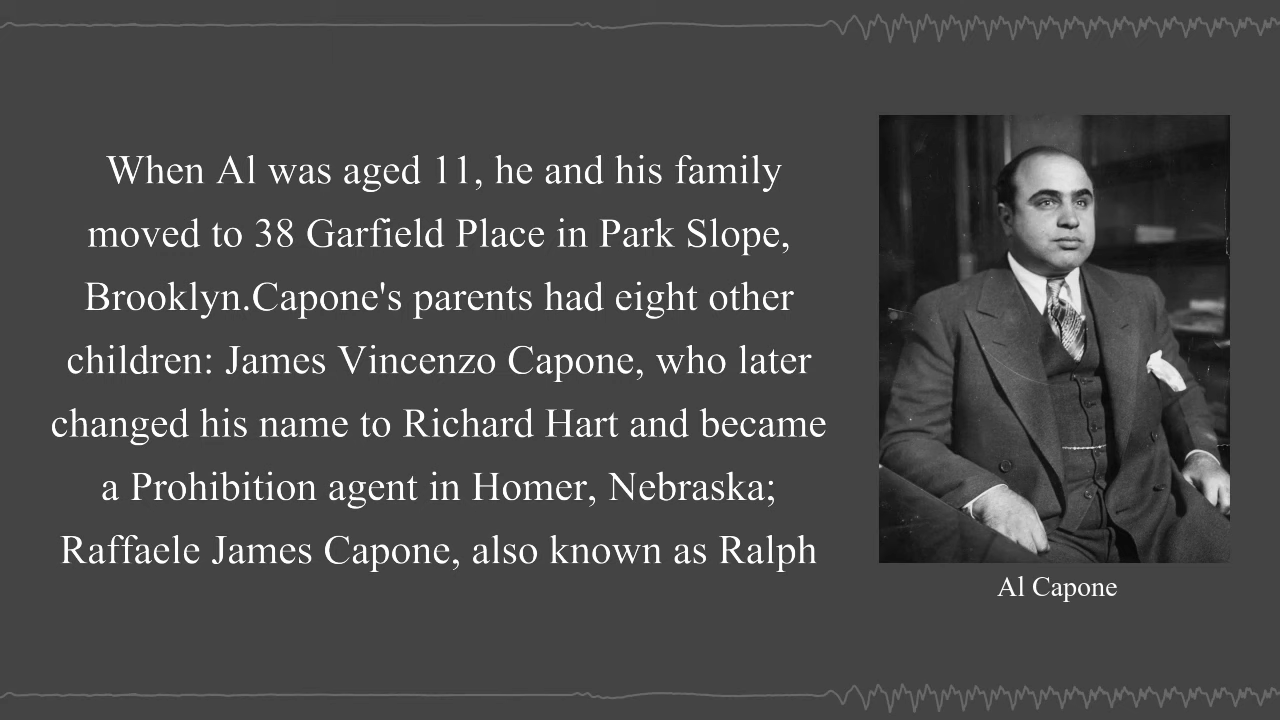 When Al was aged 11, he and his family
moved to 38 Garfield Place in Park Slope,
Brooklyn.Capone's parents had eight other
children: James Vincenzo Capone, who later
changed his name to Richard Hart and became
a Prohibition agent in Homer, Nebraska;
Raffaele James Capone, also known as Ralph
Al Capone